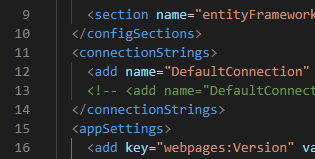 9 <section name="entityFramework
10 </configSections>
11 <connectionStrings>
12 <add name="DefaultConnection"
13 <!-- <add name="DefaultConnect
14 </connectionStrings>
15 <appSettings>
16 <add key="webpages:Version" va